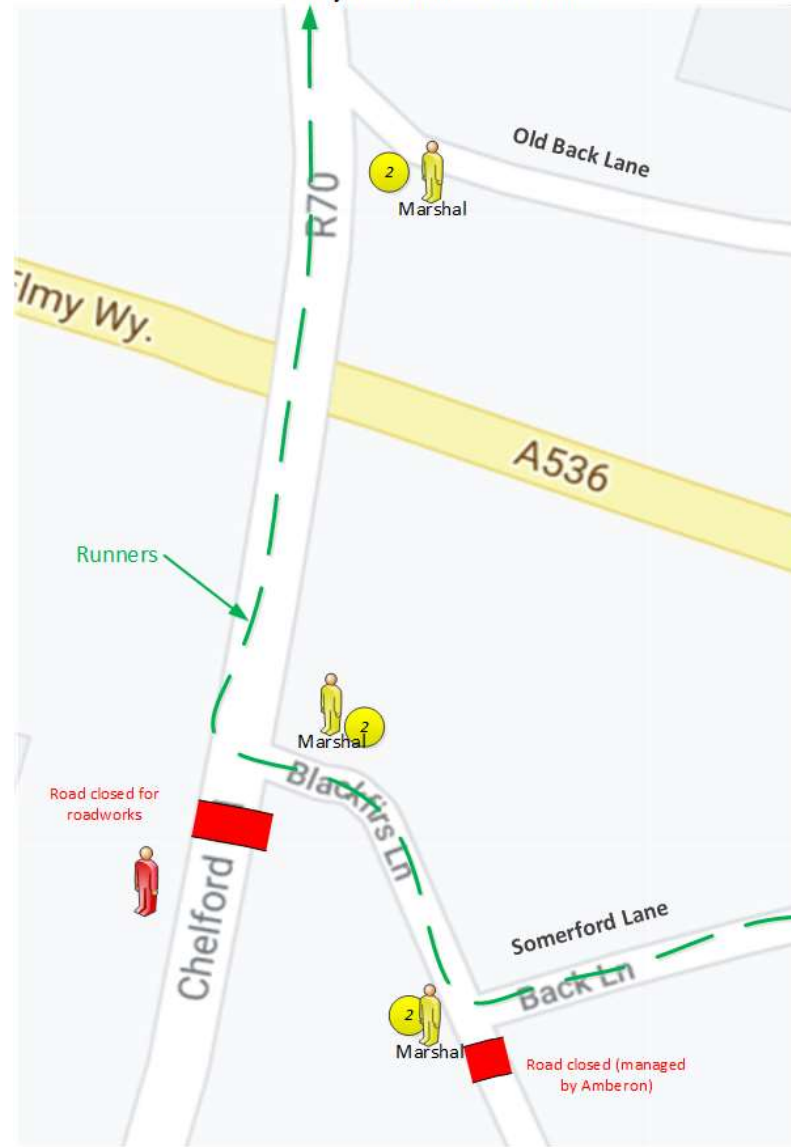 Old Back Lane
2
Marshal
R70
Elmy Wy.
A536
Runners
2
Marshal
Blackfirs Ln
Road closed for
roadworks
Chelford
Somerford Lane
Back Ln
2
Marshal
Road closed (managed
by Amberon)